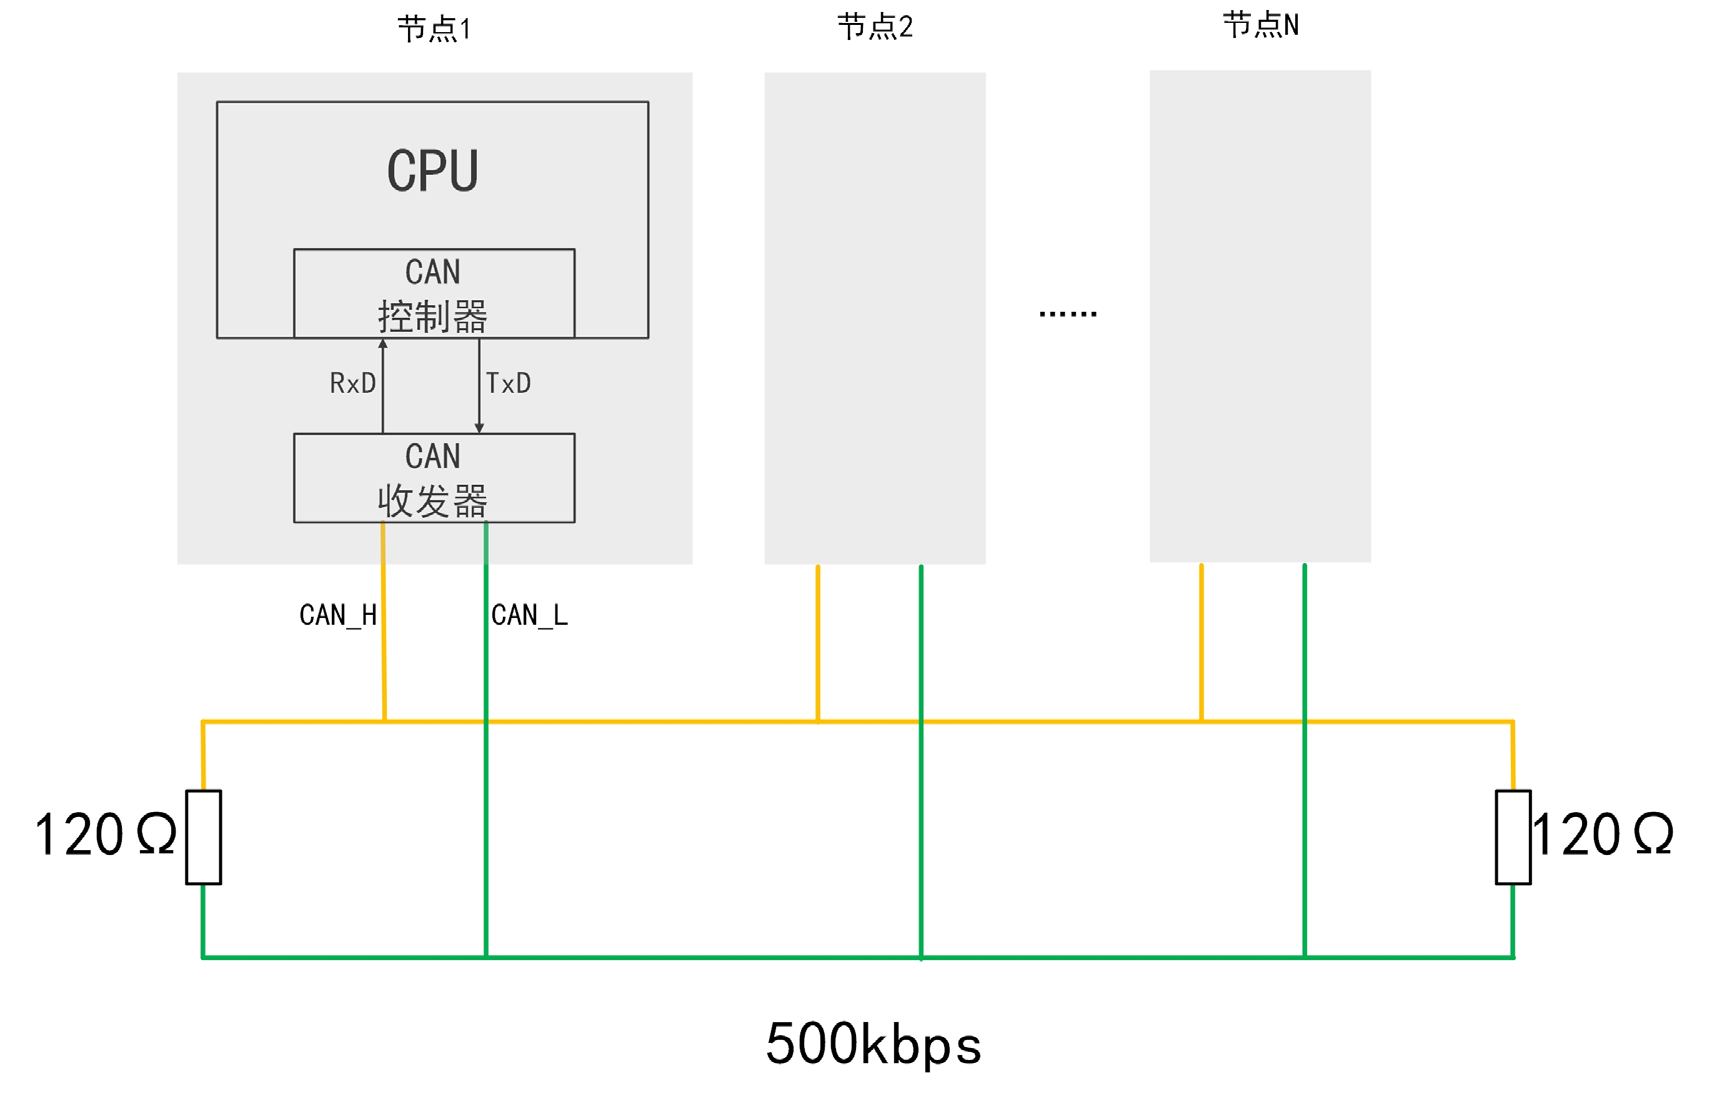 节点1
节点2
节点N
CPU
CAN
控制器
......
RxD
TxD
CAN
收发器
CAN_H
CAN_L
120Ω
120Ω
500kbps